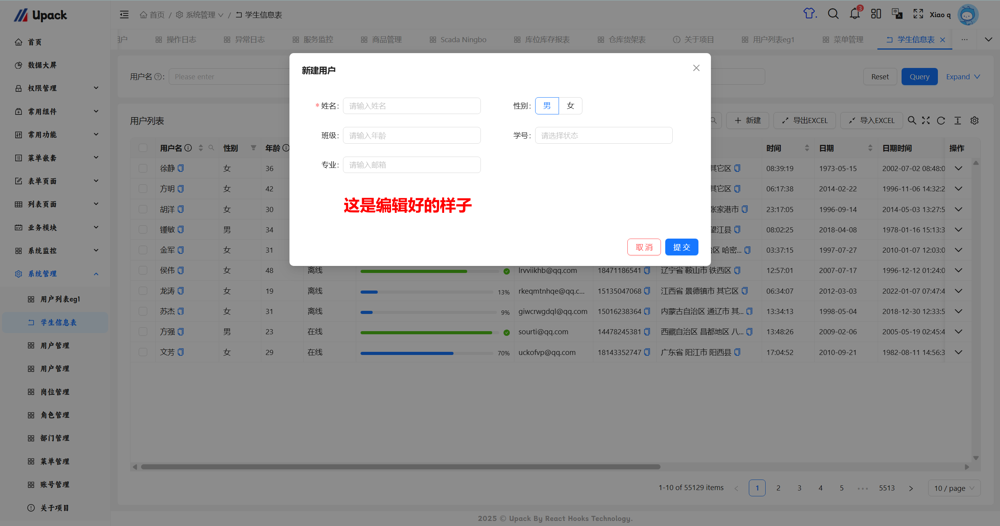 Upack
首页 / 系统管理 / 学生信息表
3
Xiao q
操作日志 异常日志 服务监控 商品管理 Scada Ningbo 库位库存报表 仓库货架表 关于项目 用户列表eg1 菜单管理 学生信息表
首页
数据大屏
权限管理
常用组件
常用功能
菜单嵌套
表单页面
列表页面
业务模块
系统监控
系统管理
用户列表eg1
学生信息表
用户管理
用户管理
岗位管理
角色管理
部门管理
菜单管理
账号管理
关于项目
用户名 : Please enter
Reset Query Expand
用户列表
新建 导出EXCEL 导入EXCEL
新建用户
* 姓名: 请输入姓名 性别: 男 女
班级: 请输入年龄 学号: 请选择状态
专业: 请输入邮箱
这是编辑好的样子
取 消 提 交
用户名 性别 年龄 时间 日期 日期时间 操作
徐静 女 36 其它区 08:39:19 1973-05-15 2002-07-02 08:48:0
方明 女 42 其它区 06:17:38 2014-02-22 1996-11-06 14:32:2
胡洋 女 30 张家港市 23:17:05 1996-09-14 2014-05-03 13:27:5
锺敏 男 34 望江县 08:02:25 2018-04-08 1978-01-16 15:13:3
金军 女 31 区 哈密... 03:37:15 1997-07-27 2010-01-07 12:03:0
侯伟 女 48 离线 lrvviikhb@qq.com 18471186541 辽宁省 鞍山市 铁西区 12:57:01 2007-07-17 1996-12-12 01:24:0
龙涛 女 19 离线 13% rkeqmtnhqe@qq.c... 15135047068 江西省 景德镇市 其它区 06:34:07 2012-03-03 2022-01-07 07:47:4
苏杰 女 31 离线 9% giwcrwgdql@qq.com 15016238364 内蒙古自治区 通辽市 其... 13:34:13 1998-05-04 2018-12-30 12:33:5
方强 男 23 在线 sourti@qq.com 14478245381 西藏自治区 昌都地区 八... 13:48:26 2009-02-06 2005-05-19 02:45:4
文芳 女 29 在线 70% uckofvp@qq.com 18143352747 广东省 阳江市 阳西县 17:04:52 2010-09-21 1982-08-11 14:56:3
1-10 of 55129 items 1 2 3 4 5 ••• 5513 10 / page
2025 © Upack By React Hooks Technology.